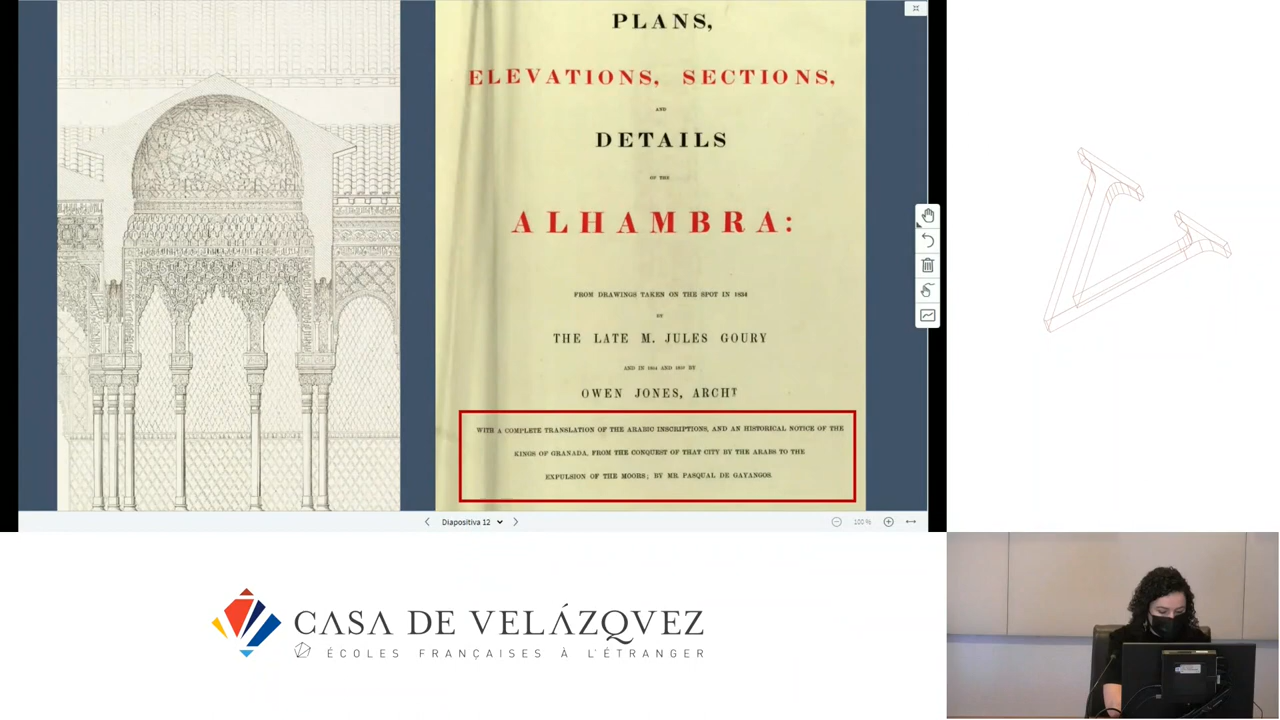 PLANS,
ELEVATIONS, SECTIONS,
AND
DETAILS
OF THE
ALHAMBRA:
FROM DRAWINGS TAKEN ON THE SPOT IN 1834
BY
THE LATE M. JULES GOURY
AND IN 1834 AND 1837 BY
OWEN JONES, ARCHT
WITH A COMPLETE TRANSLATION OF THE ARABIC INSCRIPTIONS, AND AN HISTORICAL NOTICE OF THE
KINGS OF GRANADA, FROM THE CONQUEST OF THAT CITY BY THE ARABS TO THE
EXPULSION OF THE MOORS; BY MR. PASQUAL DE GAYANGOS.
Diapositiva 12
100 %
CASA DE VELÁZQVEZ
ÉCOLES FRANÇAISES À L'ÉTRANGER